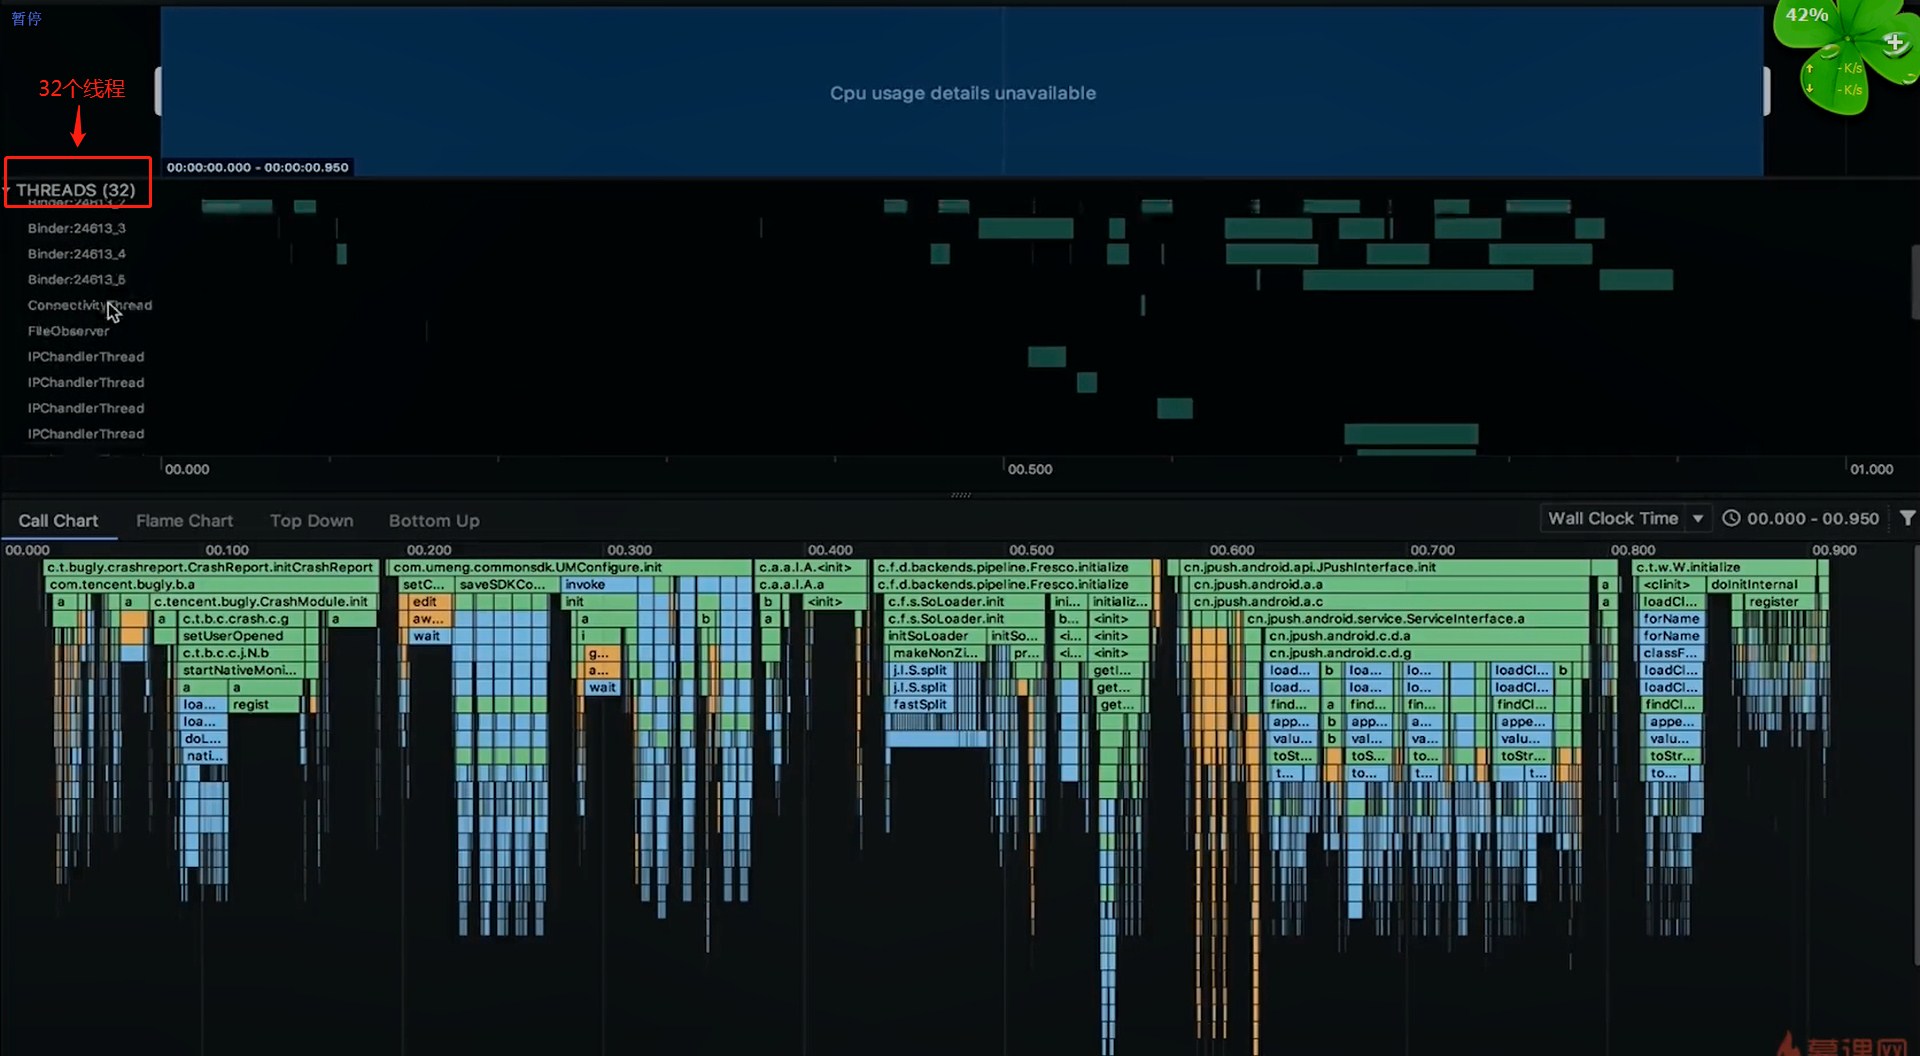 暂停
42%
- K/s
- K/s
32个线程
Cpu usage details unavailable
00:00:00.000 - 00:00:00.950
THREADS (32)
Binder:24613_2
Binder:24613_3
Binder:24613_4
Binder:24613_5
ConnectivityThread
FileObserver
IPChandlerThread
IPChandlerThread
IPChandlerThread
IPChandlerThread
00.000 00.500 01.000
Call Chart Flame Chart Top Down Bottom Up Wall Clock Time 00.000 - 00.950
00.000 00.100 00.200 00.300 00.400 00.500 00.600 00.700 00.800 00.900
c.t.bugly.crashreport.CrashReport.initCrashReport com.umeng.commonsdk.UMConfigure.init c.a.a.l.A.<init> c.f.d.backends.pipeline.Fresco.initialize cn.jpush.android.api.JPushInterface.init c.t.w.W.initialize
com.tencent.bugly.b.a setC... saveSDKCo... invoke c.a.a.l.A.a c.f.d.backends.pipeline.Fresco.initialize cn.jpush.android.a.a a <clinit> doInitInternal
a a c.tencent.bugly.CrashModule.init edit init b <init> c.f.s.SoLoader.init ini... initializ... cn.jpush.android.a.c a loadCl... register
a c.t.b.c.crash.c.g a aw... a b a c.f.s.SoLoader.init b... <init> cn.jpush.android.service.ServiceInterface.a forName
setUserOpened wait i initSoLoader initSo... <i... <init> cn.jpush.android.c.d.a forName
c.t.b.c.c.j.N.b g... makeNonZi... pr... <i... <init> cn.jpush.android.c.d.g classF...
startNativeMoni... a... j.l.S.split getI... load... b loa... lo... loadCl... b loadCl...
a a wait j.l.S.split get... load... loa... lo... loadCl... loadCl...
loa... regist fastSplit get... find... a find... fin... findCl... findCl...
loa... app... b app... a... appe... appe...
doL... valu... b val... va... valu... valu...
nati... toSt... toS... to... toStr... toStr...
t... to... t... t... to...
慕课网